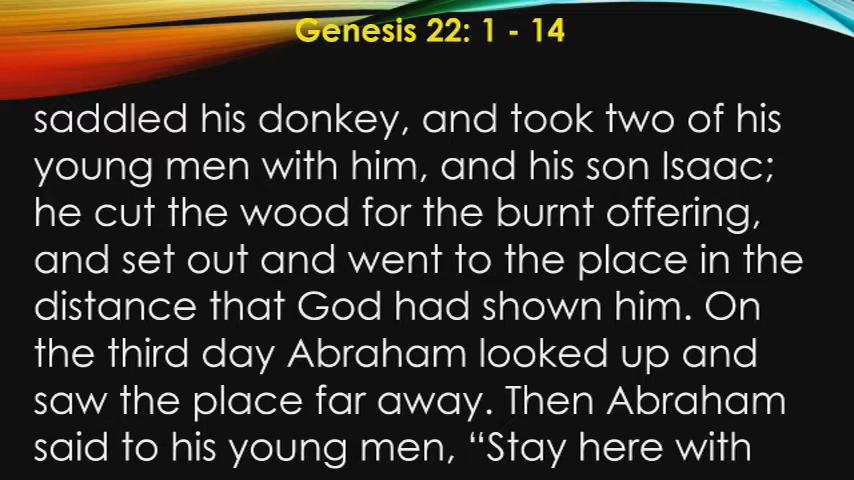 Genesis 22: 1 - 14
saddled his donkey, and took two of his
young men with him, and his son Isaac;
he cut the wood for the burnt offering,
and set out and went to the place in the
distance that God had shown him. On
the third day Abraham looked up and
saw the place far away. Then Abraham
said to his young men, “Stay here with